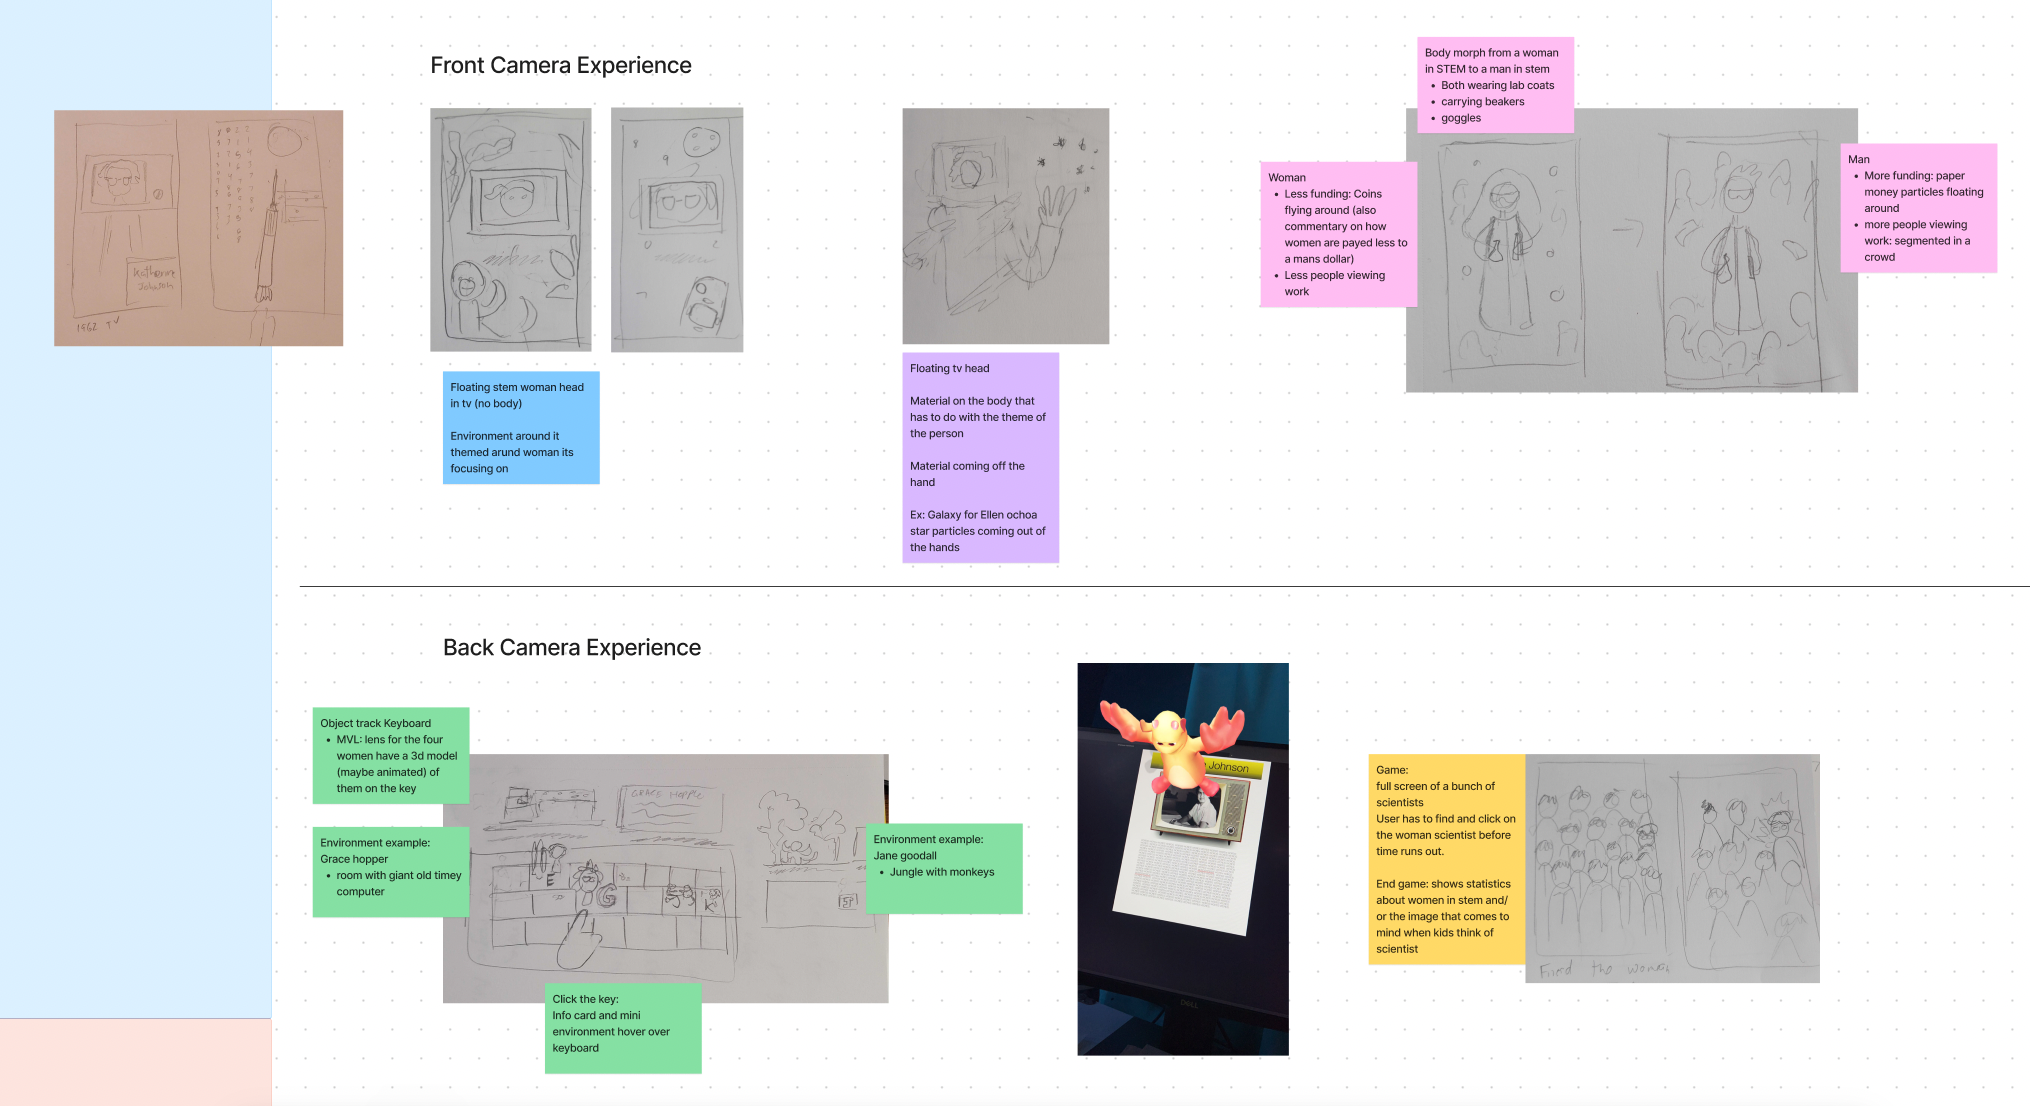 Front Camera Experience
Katherine
Johnson
1962 TV
Floating stem woman head
in tv (no body)
Environment around it
themed arund woman its
focusing on
Floating tv head
Material on the body that
has to do with the theme of
the person
Material coming off the
hand
Ex: Galaxy for Ellen ochoa
star particles coming out of
the hands
Body morph from a woman
in STEM to a man in stem
• Both wearing lab coats
• carrying beakers
• goggles
Woman
• Less funding: Coins
flying around (also
commentary on how
women are payed less to
a mans dollar)
• Less people viewing
work
Man
• More funding: paper
money particles floating
around
• more people viewing
work: segmented in a
crowd
Back Camera Experience
Object track Keyboard
• MVL: lens for the four
women have a 3d model
(maybe animated) of
them on the key
Environment example:
Grace hopper
• room with giant old timey
computer
GRACE HOPPER
E
G
K
Environment example:
Jane goodall
• Jungle with monkeys
Click the key:
Info card and mini
environment hover over
keyboard
Johnson
DELL
Game:
full screen of a bunch of
scientists
User has to find and click on
the woman scientist before
time runs out.
End game: shows statistics
about women in stem and/
or the image that comes to
mind when kids think of
scientist
Find the woman